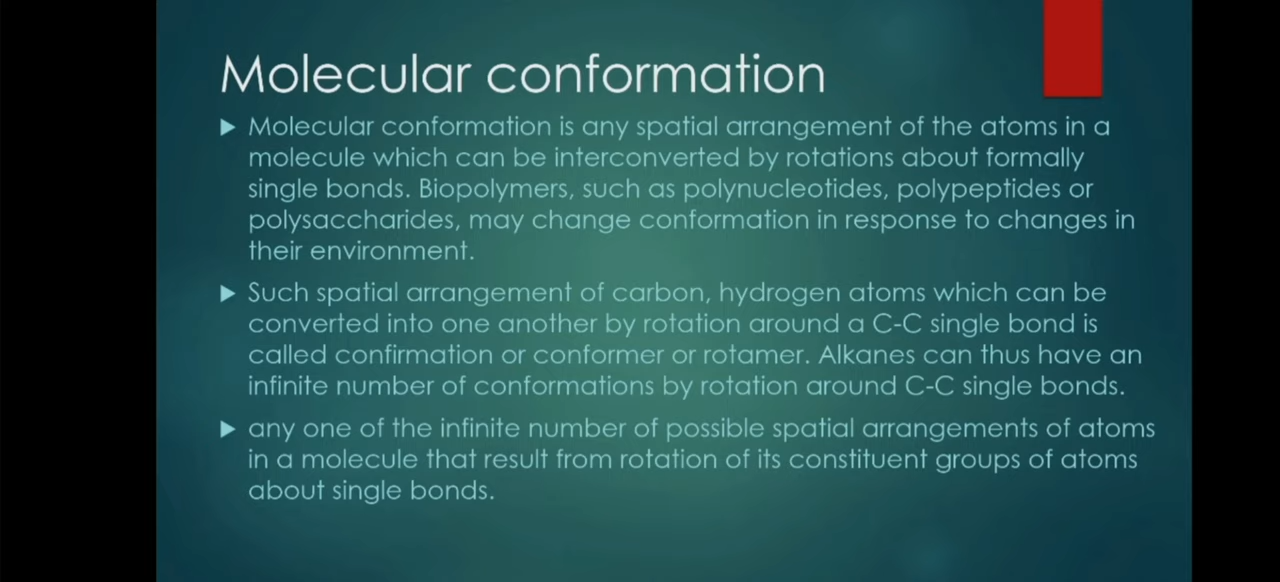 Molecular conformation
Molecular conformation is any spatial arrangement of the atoms in a
molecule which can be interconverted by rotations about formally
single bonds. Biopolymers, such as polynucleotides, polypeptides or
polysaccharides, may change conformation in response to changes in
their environment.
Such spatial arrangement of carbon, hydrogen atoms which can be
converted into one another by rotation around a C-C single bond is
called confirmation or conformer or rotamer. Alkanes can thus have an
infinite number of conformations by rotation around C-C single bonds.
any one of the infinite number of possible spatial arrangements of atoms
in a molecule that result from rotation of its constituent groups of atoms
about single bonds.